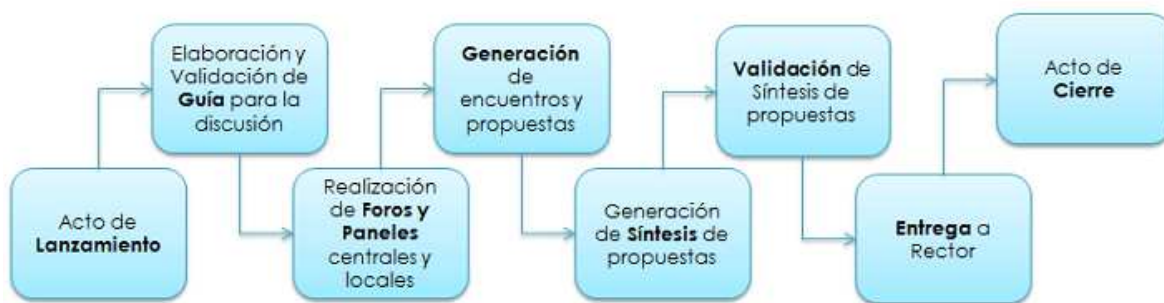 Acto de
Lanzamiento
Elaboración y
Validación de
Guía para la
discusión
Realización
de Foros y
Paneles
centrales y
locales
Generación
de
encuentros y
propuestas
Generación
de Síntesis de
propuestas
Validación de
Síntesis de
propuestas
Entrega a
Rector
Acto de
Cierre